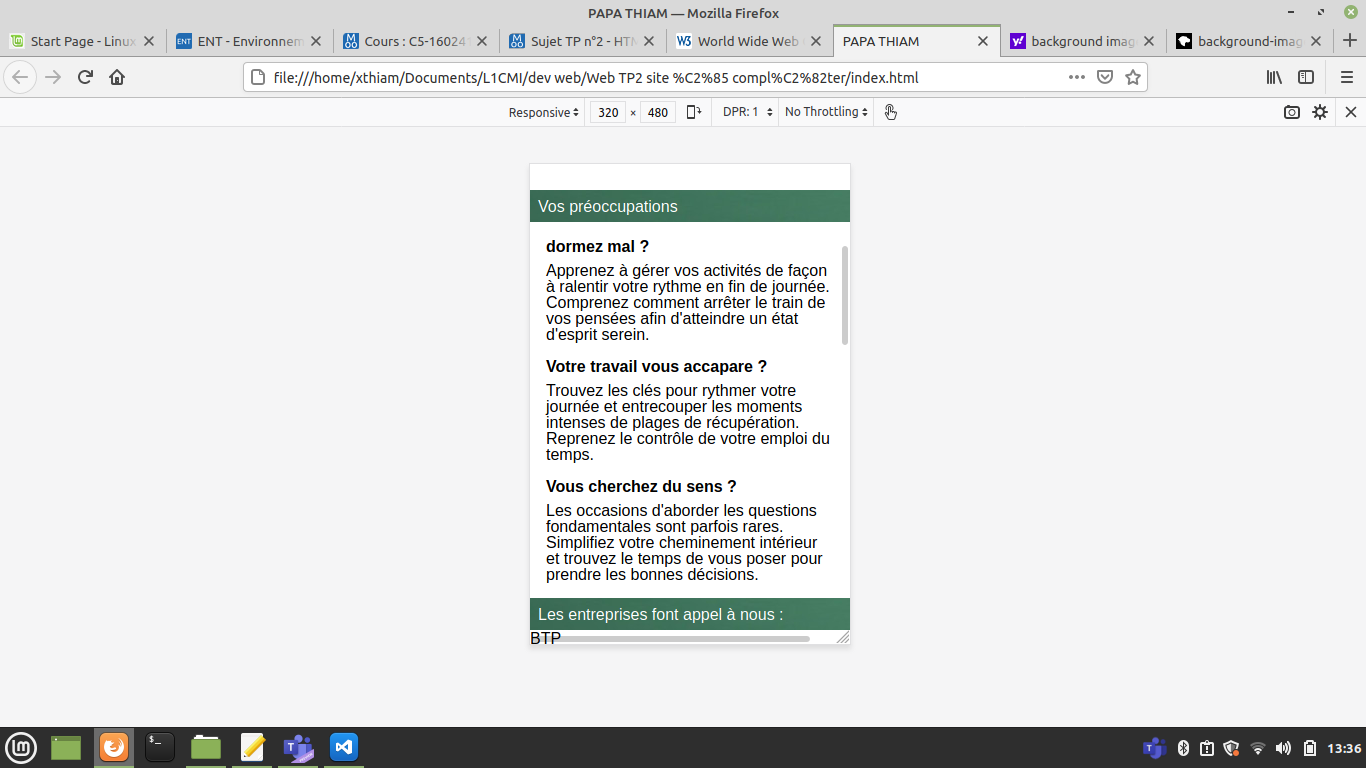 PAPA THIAM — Mozilla Firefox
Start Page - Linux
ENT - Environnem
Cours : C5-16024
Sujet TP n°2 - HTM
World Wide Web
PAPA THIAM
background imag
background-imag
file:///home/xthiam/Documents/L1CMI/dev web/Web TP2 site %C2%85 compl%C2%82ter/index.html
Responsive 320 × 480 DPR: 1 No Throttling
Vos préoccupations
dormez mal ?
Apprenez à gérer vos activités de façon
à ralentir votre rythme en fin de journée.
Comprenez comment arrêter le train de
vos pensées afin d'atteindre un état
d'esprit serein.
Votre travail vous accapare ?
Trouvez les clés pour rythmer votre
journée et entrecouper les moments
intenses de plages de récupération.
Reprenez le contrôle de votre emploi du
temps.
Vous cherchez du sens ?
Les occasions d'aborder les questions
fondamentales sont parfois rares.
Simplifiez votre cheminement intérieur
et trouvez le temps de vous poser pour
prendre les bonnes décisions.
Les entreprises font appel à nous :
BTP
13:36